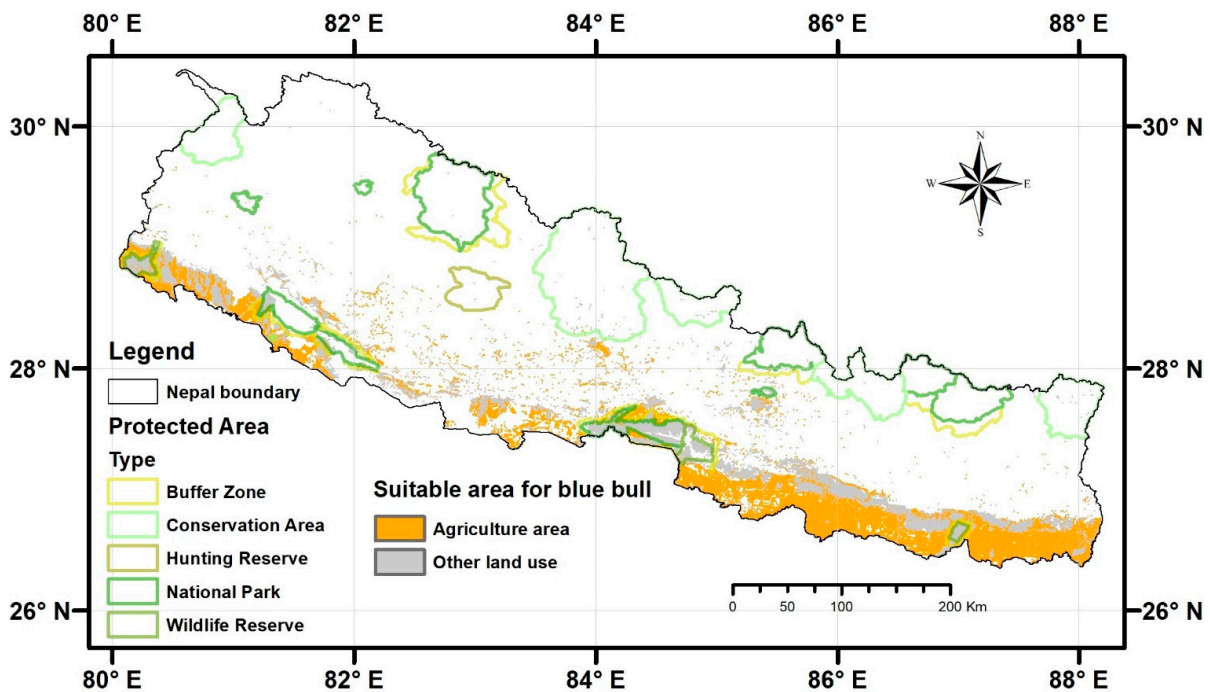 80° E 82° E 84° E 86° E 88° E
30° N 30° N
N
W E
S
28° N 28° N
Legend
Nepal boundary
Protected Area
Type
Buffer Zone
Conservation Area
Hunting Reserve
National Park
Wildlife Reserve
Suitable area for blue bull
Agriculture area
Other land use
0 50 100 200 Km
26° N 26° N
80° E 82° E 84° E 86° E 88° E